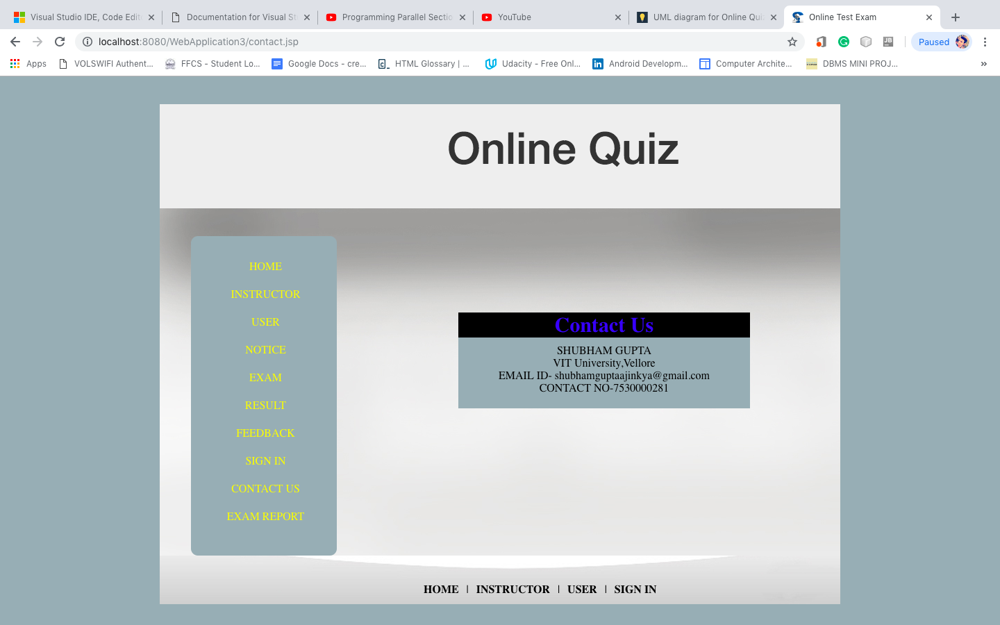 Visual Studio IDE, Code Edit
Documentation for Visual St
Programming Parallel Sectio
YouTube
UML diagram for Online Qui
Online Test Exam
localhost:8080/WebApplication3/contact.jsp
Paused
Apps
VOLSWIFI Authent...
FFCS - Student Lo...
Google Docs - cre...
HTML Glossary | ...
Udacity - Free Onl...
Android Developm...
Computer Archite...
DBMS MINI PROJ...
Online Quiz
HOME
INSTRUCTOR
USER
NOTICE
EXAM
RESULT
FEEDBACK
SIGN IN
CONTACT US
EXAM REPORT
Contact Us
SHUBHAM GUPTA
VIT University,Vellore
EMAIL ID- shubhamguptaajinkya@gmail.com
CONTACT NO-7530000281
HOME | INSTRUCTOR | USER | SIGN IN